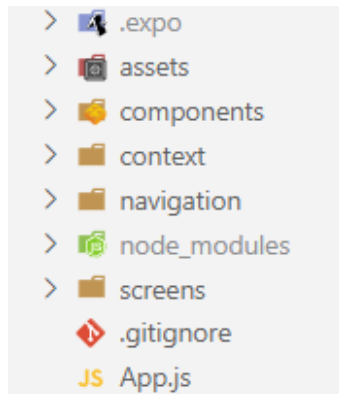 .expo
assets
components
context
navigation
node_modules
screens
.gitignore
JS App.js